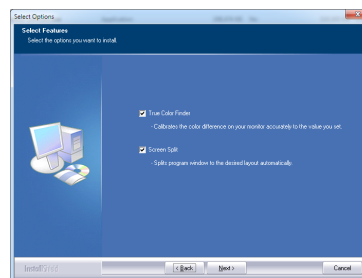 Select Options
Select Features
Select the options you want to install.
True Color Finder
- Calibrates the color difference on your monitor accurately to the value you set.
Screen Split
- Splits program window to the desired layout automatically.
InstallShield
< Back
Next >
Cancel